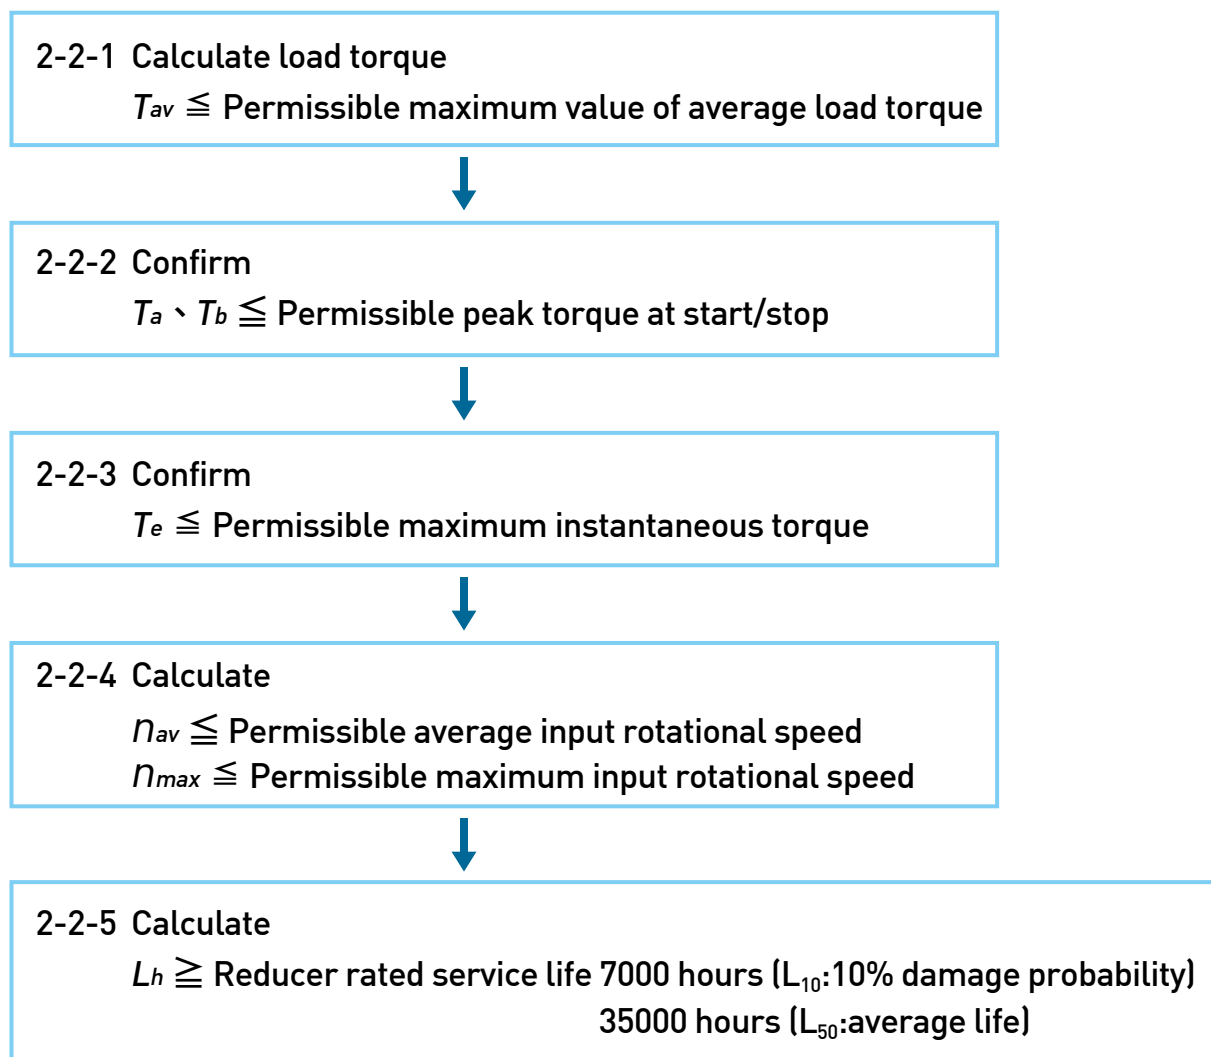 2-2-1 Calculate load torque
Tav ≦ Permissible maximum value of average load torque
2-2-2 Confirm
Ta、Tb ≦ Permissible peak torque at start/stop
2-2-3 Confirm
Te ≦ Permissible maximum instantaneous torque
2-2-4 Calculate
nav ≦ Permissible average input rotational speed
nmax ≦ Permissible maximum input rotational speed
2-2-5 Calculate
Lh ≧ Reducer rated service life 7000 hours (L10:10% damage probability)
35000 hours (L50:average life)